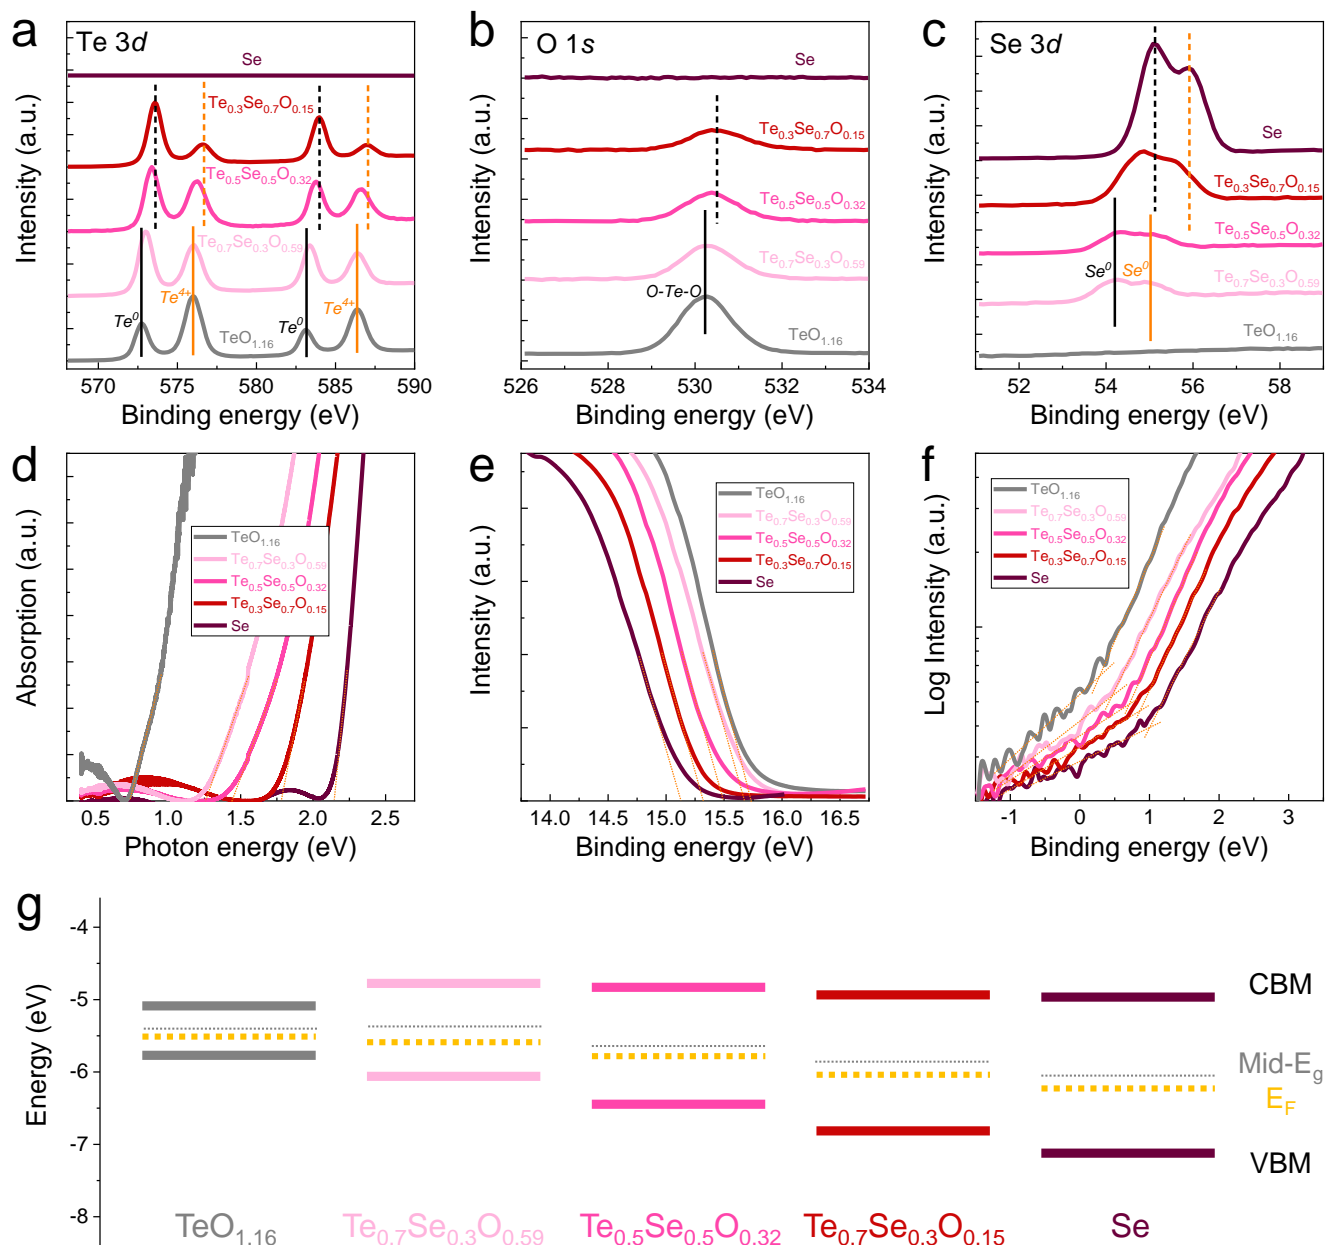 a
Te 3d
Se
Te0.3Se0.7O0.15
Te0.5Se0.5O0.32
Te0.7Se0.3O0.59
Te0
Te4+
Te0
Te4+
TeO1.16
Intensity (a.u.)
570 575 580 585 590
Binding energy (eV)
b
O 1s
Se
Te0.3Se0.7O0.15
Te0.5Se0.5O0.32
Te0.7Se0.3O0.59
O-Te-O
TeO1.16
Intensity (a.u.)
526 528 530 532 534
Binding energy (eV)
c
Se 3d
Se
Te0.3Se0.7O0.15
Te0.5Se0.5O0.32
Se0 Se0
Te0.7Se0.3O0.59
TeO1.16
Intensity (a.u.)
52 54 56 58
Binding energy (eV)
d
TeO1.16
Te0.7Se0.3O0.59
Te0.5Se0.5O0.32
Te0.3Se0.7O0.15
Se
Absorption (a.u.)
0.5 1.0 1.5 2.0 2.5
Photon energy (eV)
e
TeO1.16
Te0.7Se0.3O0.59
Te0.5Se0.5O0.32
Te0.3Se0.7O0.15
Se
Intensity (a.u.)
14.0 14.5 15.0 15.5 16.0 16.5
Binding energy (eV)
f
TeO1.16
Te0.7Se0.3O0.59
Te0.5Se0.5O0.32
Te0.3Se0.7O0.15
Se
Log Intensity (a.u.)
-1 0 1 2 3
Binding energy (eV)
g
Energy (eV)
-4
-5
-6
-7
-8
CBM
Mid-Eg
EF
VBM
TeO1.16 Te0.7Se0.3O0.59 Te0.5Se0.5O0.32 Te0.7Se0.3O0.15 Se